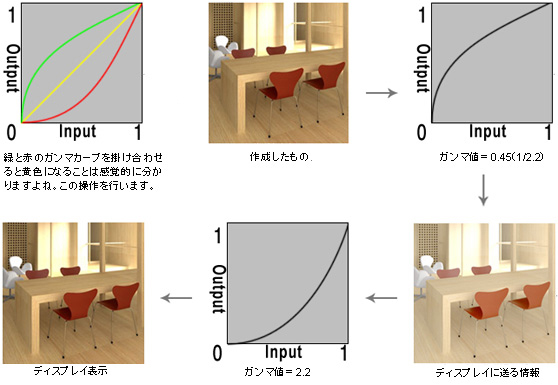 1
Output
0
Input
1
緑と赤のガンマカーブを掛け合わせ
ると黄色になることは感覚的に分か
りますよね。この操作を行います。
作成したもの.
1
Output
0
Input
1
ガンマ値=0.45(1/2.2)
ディスプレイ表示
1
Output
0
Input
1
ガンマ値=2.2
ディスプレイに送る情報